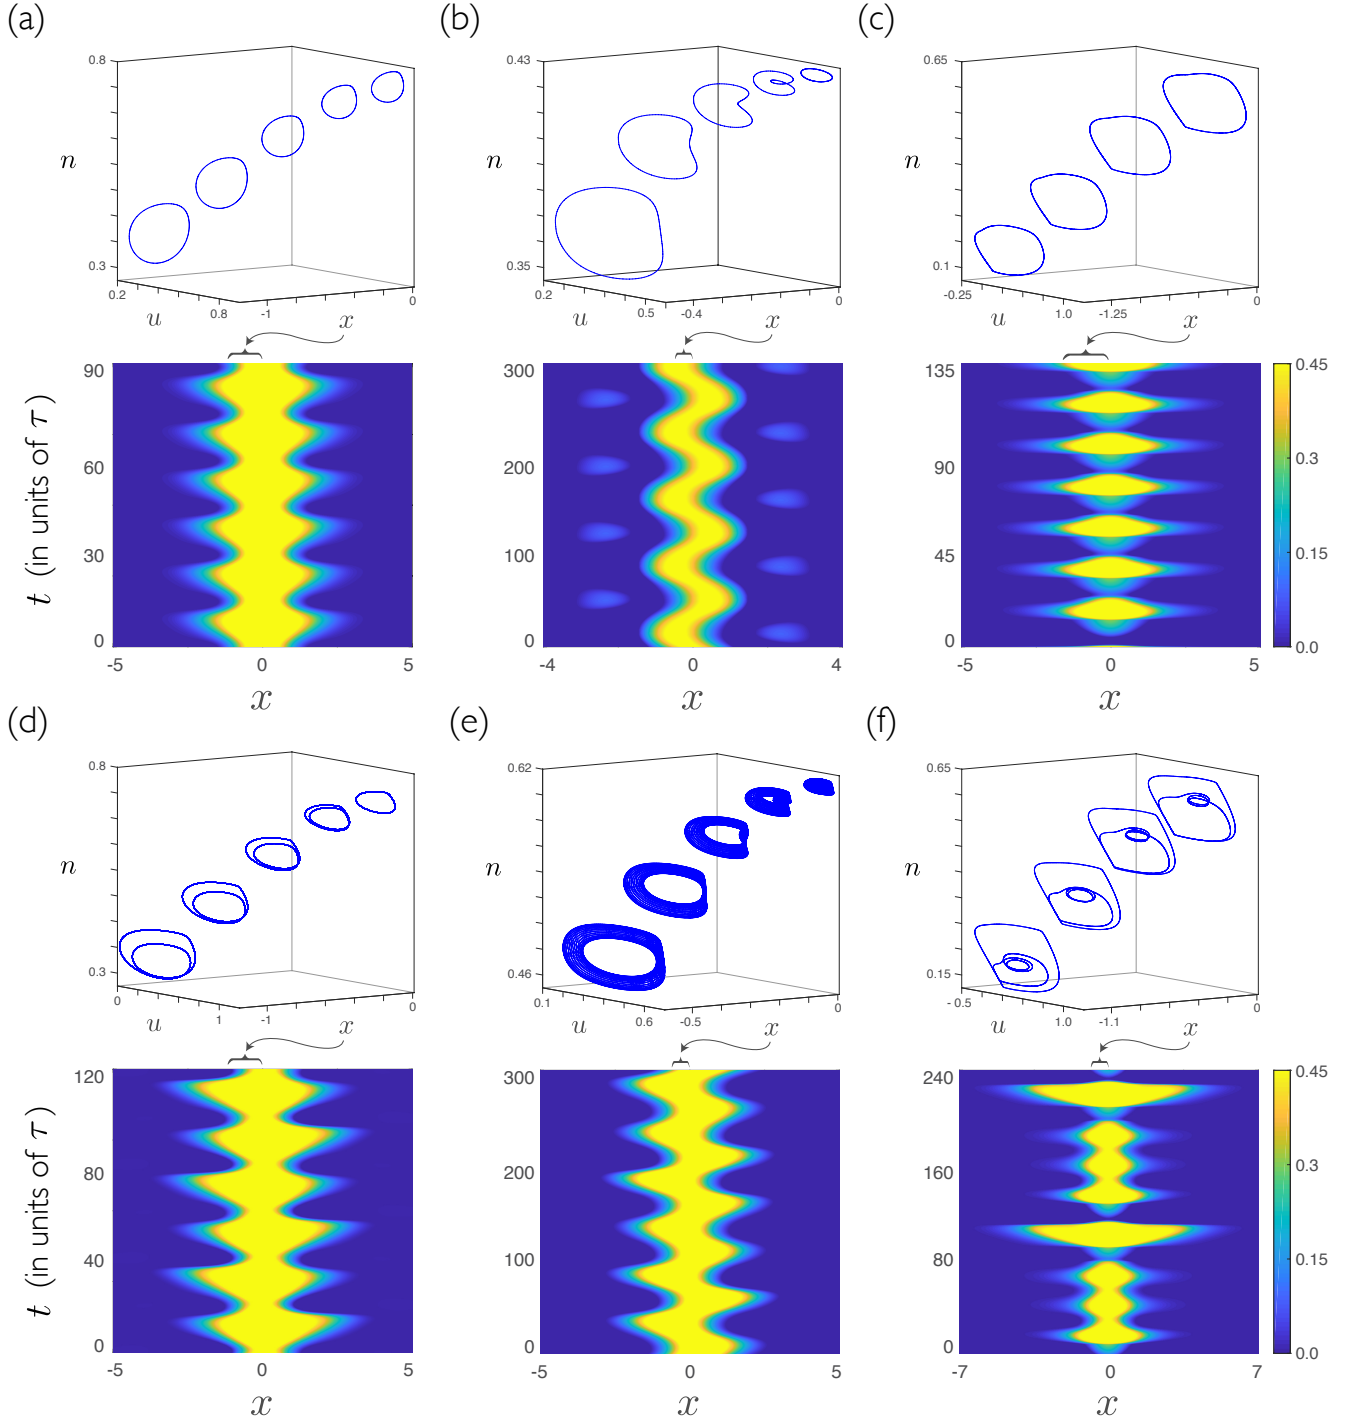 (a) (b) (c)
0.8 0.43 0.65
n n n
0.3 0.35 0.1
0.2 u 0.8 -1 x 0
0.2 u 0.5 -0.4 x 0
-0.25 u 1.0 -1.25 x 0
t (in units of τ)
90 60 30 0
-5 0 5
x
300 200 100 0
-4 0 4
x
135 90 45 0
-5 0 5
x
0.45
0.3
0.15
0.0
(d) (e) (f)
0.8 0.62 0.65
n n n
0.3 0.46 0.15
0 u 1 -1 x 0
0.1 u 0.6 -0.5 x 0
-0.5 u 1.0 -1.1 x 0
t (in units of τ)
120 80 40 0
-5 0 5
x
300 200 100 0
-5 0 5
x
240 160 80 0
-7 0 7
x
0.45
0.3
0.15
0.0